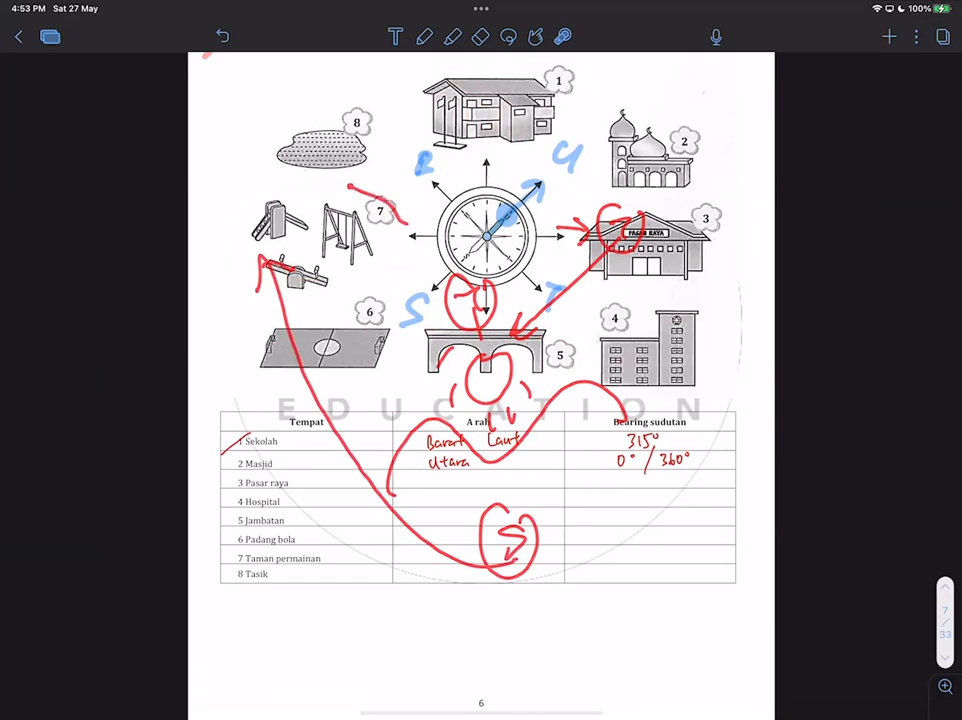 4:53 PM Sat 27 May
100%
1
8
2
B
U
7
3
PASAR RAYA
S
T
6
4
5
EDUCATION
Tempat Arah Bearing sudutan
1 Sekolah Barat Laut 315°
2 Masjid Utara 0° / 360°
3 Pasar raya
4 Hospital
5 Jambatan
6 Padang bola
7 Taman permainan
8 Tasik
7
/
33
6